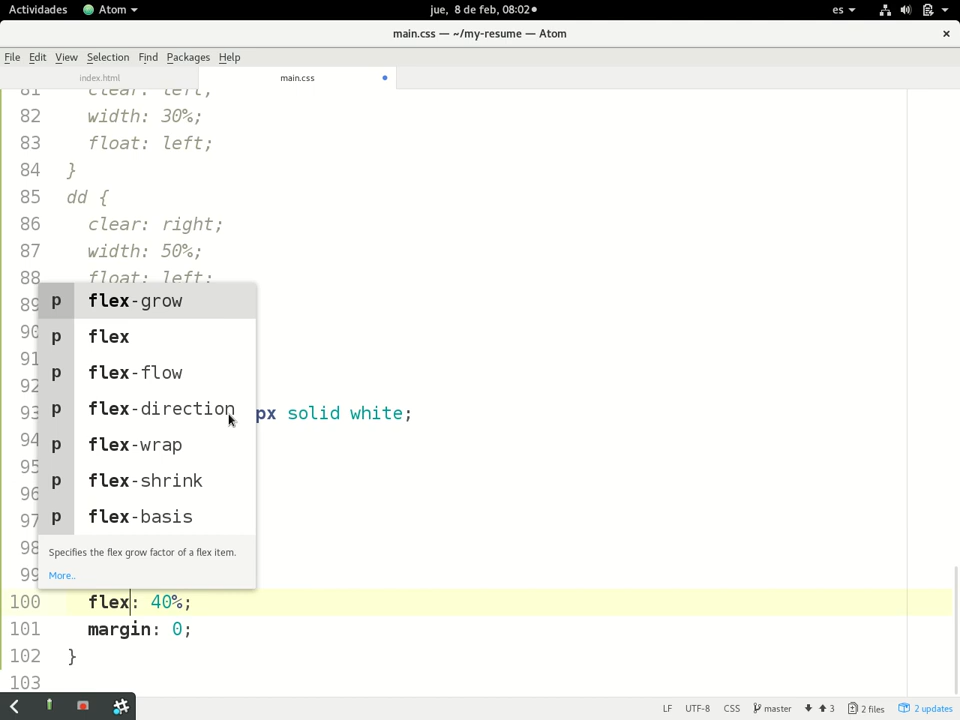 Actividades Atom jue, 8 de feb, 08:02 es
main.css — ~/my-resume — Atom
File Edit View Selection Find Packages Help
index.html main.css
81 clear: left;
82 width: 30%;
83 float: left;
84 }
85 dd {
86 clear: right;
87 width: 50%;
88 float: left;
89
90
91
92
93 px solid white;
94
95
96
97
98
99
p flex-grow
p flex
p flex-flow
p flex-direction
p flex-wrap
p flex-shrink
p flex-basis
Specifies the flex grow factor of a flex item.
More..
100 flex: 40%;
101 margin: 0;
102 }
103
LF UTF-8 CSS master 3 2 files 2 updates